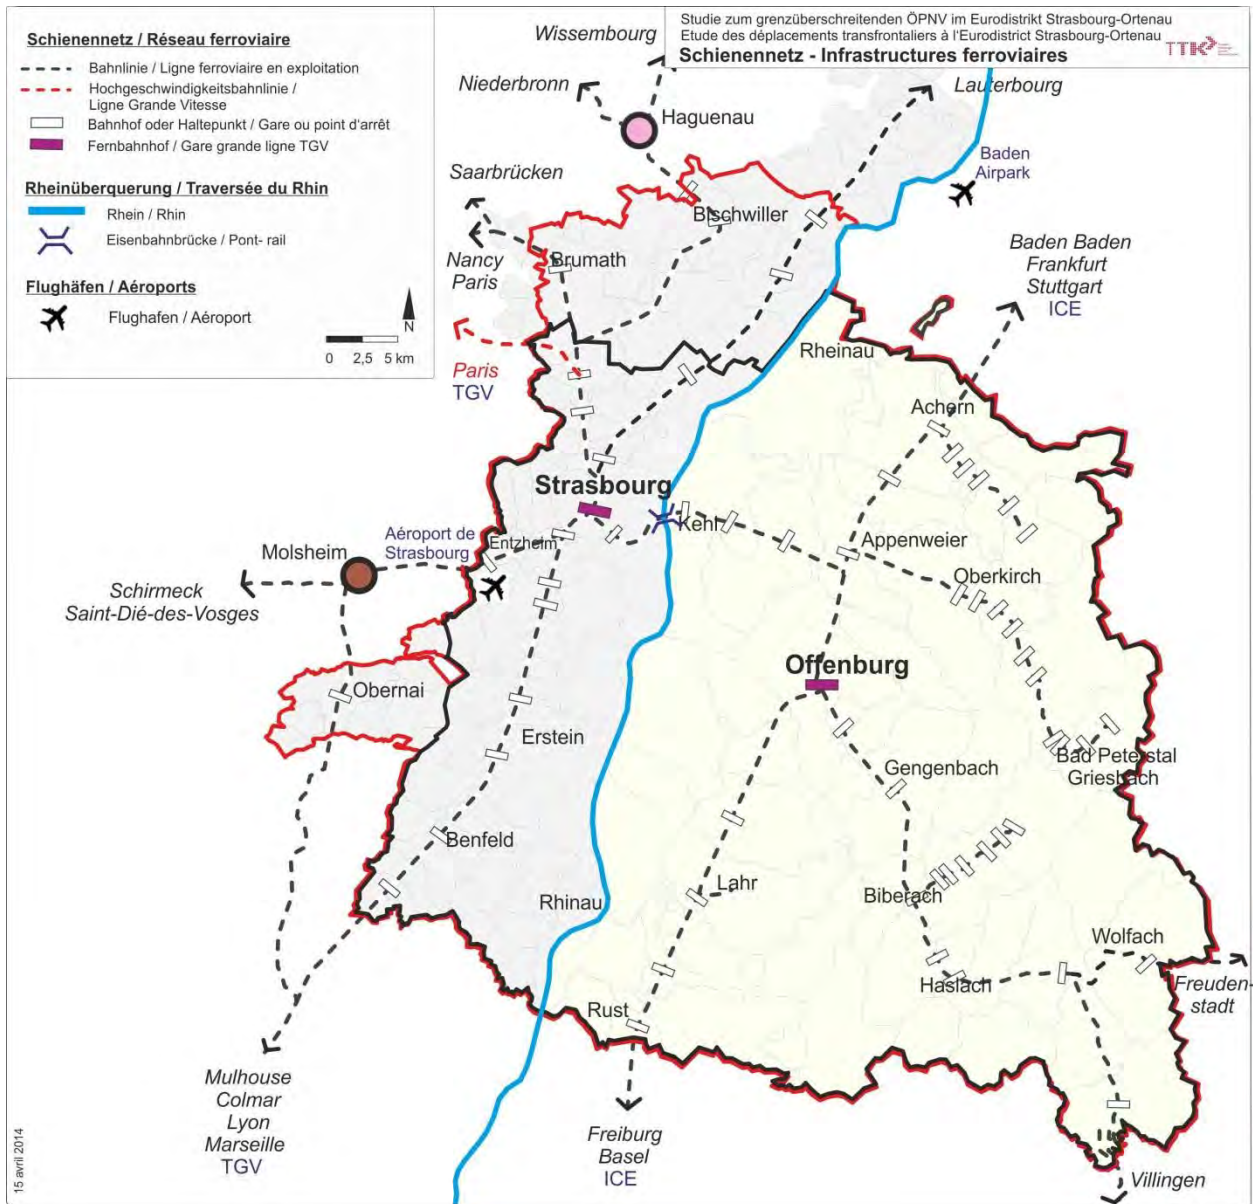 Studie zum grenzüberschreitenden ÖPNV im Eurodistrikt Strasbourg-Ortenau
Etude des déplacements transfrontaliers à l'Eurodistrict Strasbourg-Ortenau
Schienennetz - Infrastructures ferroviaires
TTK
Schienennetz / Réseau ferroviaire
Bahnlinie / Ligne ferroviaire en exploitation
Hochgeschwindigkeitsbahnlinie /
Ligne Grande Vitesse
Bahnhof oder Haltepunkt / Gare ou point d'arrêt
Fernbahnhof / Gare grande ligne TGV
Rheinüberquerung / Traversée du Rhin
Rhein / Rhin
Eisenbahnbrücke / Pont- rail
Flughäfen / Aéroports
Flughafen / Aéroport
N
0 2,5 5 km
Wissembourg
Niederbronn
Haguenau
Lauterbourg
Baden
Airpark
Saarbrücken
Bischwiller
Nancy
Paris
Brumath
Baden Baden
Frankfurt
Stuttgart
ICE
Paris
TGV
Rheinau
Achern
Strasbourg
Kehl
Appenweier
Aéroport de
Strasbourg
Entzheim
Molsheim
Oberkirch
Schirmeck
Saint-Dié-des-Vosges
Offenburg
Obernai
Erstein
Bad Peterstal
Griesbach
Gengenbach
Benfeld
Rhinau
Lahr
Biberach
Wolfach
Haslach
Freuden-
stadt
Rust
Mulhouse
Colmar
Lyon
Marseille
TGV
Freiburg
Basel
ICE
Villingen
15 avril 2014